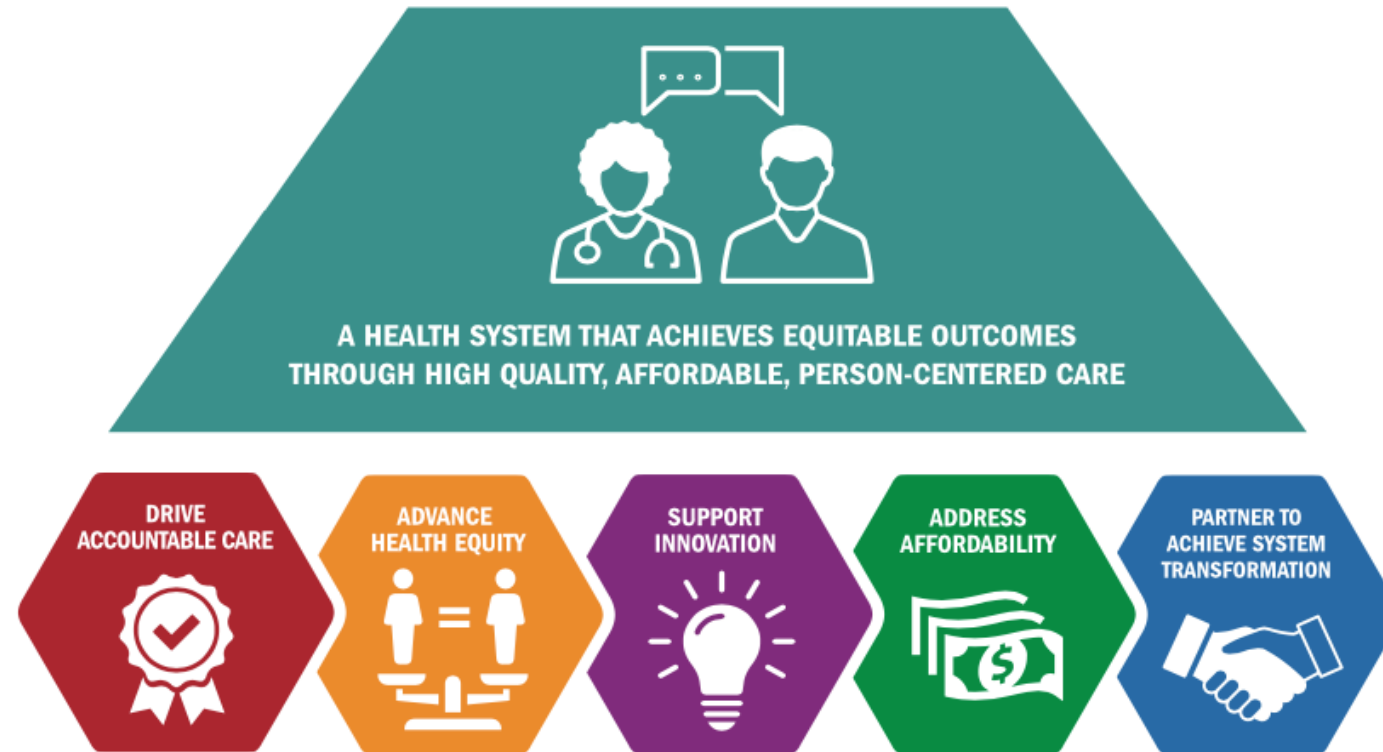 A HEALTH SYSTEM THAT ACHIEVES EQUITABLE OUTCOMES
THROUGH HIGH QUALITY, AFFORDABLE, PERSON-CENTERED CARE
DRIVE
ACCOUNTABLE CARE
ADVANCE
HEALTH EQUITY
SUPPORT
INNOVATION
ADDRESS
AFFORDABILITY
$
PARTNER TO
ACHIEVE SYSTEM
TRANSFORMATION